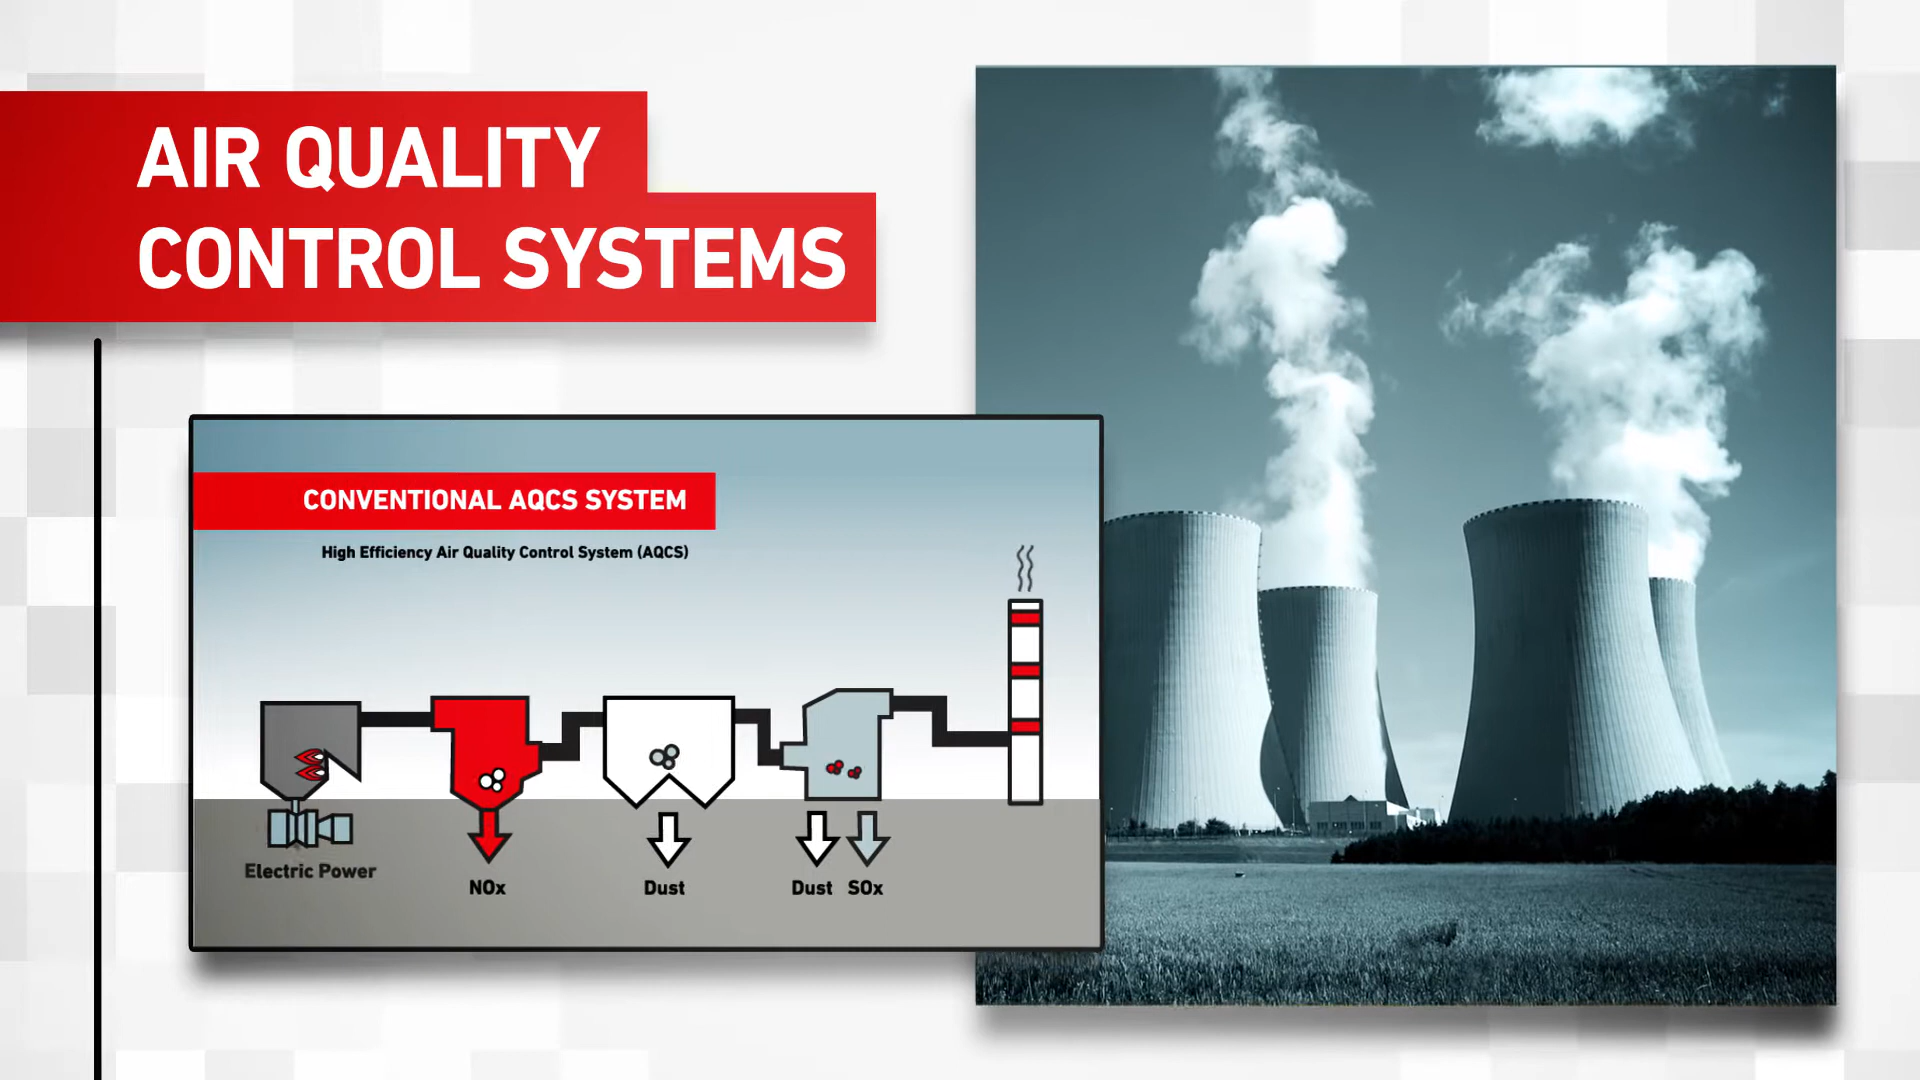 AIR QUALITY
CONTROL SYSTEMS
CONVENTIONAL AQCS SYSTEM
High Efficiency Air Quality Control System (AQCS)
Electric Power
NOx
Dust
Dust
SOx